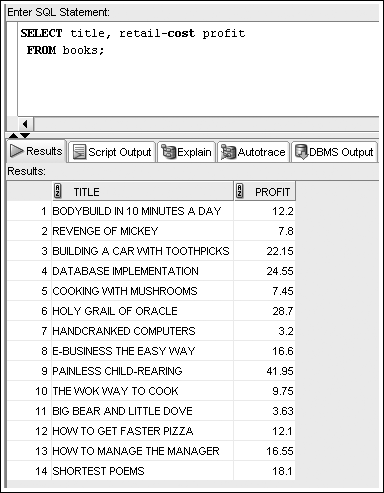 Enter SQL Statement:
SELECT title, retail-cost profit
FROM books;
Results Script Output Explain Autotrace DBMS Output
Results:
TITLE PROFIT
1 BODYBUILD IN 10 MINUTES A DAY 12.2
2 REVENGE OF MICKEY 7.8
3 BUILDING A CAR WITH TOOTHPICKS 22.15
4 DATABASE IMPLEMENTATION 24.55
5 COOKING WITH MUSHROOMS 7.45
6 HOLY GRAIL OF ORACLE 28.7
7 HANDCRANKED COMPUTERS 3.2
8 E-BUSINESS THE EASY WAY 16.6
9 PAINLESS CHILD-REARING 41.95
10 THE WOK WAY TO COOK 9.75
11 BIG BEAR AND LITTLE DOVE 3.63
12 HOW TO GET FASTER PIZZA 12.1
13 HOW TO MANAGE THE MANAGER 16.55
14 SHORTEST POEMS 18.1